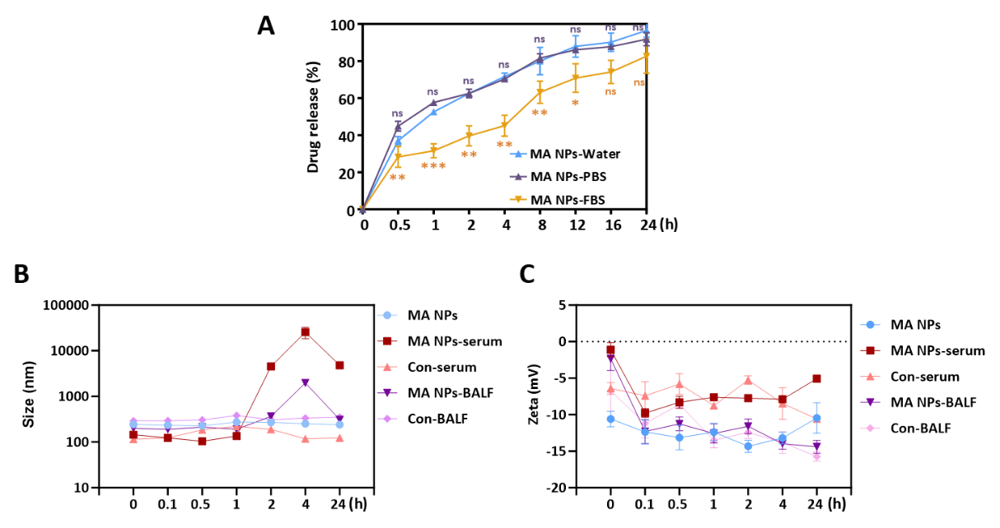 A
Drug release (%)
100
80
60
40
20
0
ns ns ns ns ns ns ns ns
** *** ** ** ** * ns ns
MA NPs-Water
MA NPs-PBS
MA NPs-FBS
0 0.5 1 2 4 8 12 16 24 (h)
B
Size (nm)
100000
10000
1000
100
10
0 0.1 0.5 1 2 4 24 (h)
MA NPs
MA NPs-serum
Con-serum
MA NPs-BALF
Con-BALF
C
Zeta (mV)
5
0
-5
-10
-15
-20
0 0.1 0.5 1 2 4 24 (h)
MA NPs
MA NPs-serum
Con-serum
MA NPs-BALF
Con-BALF